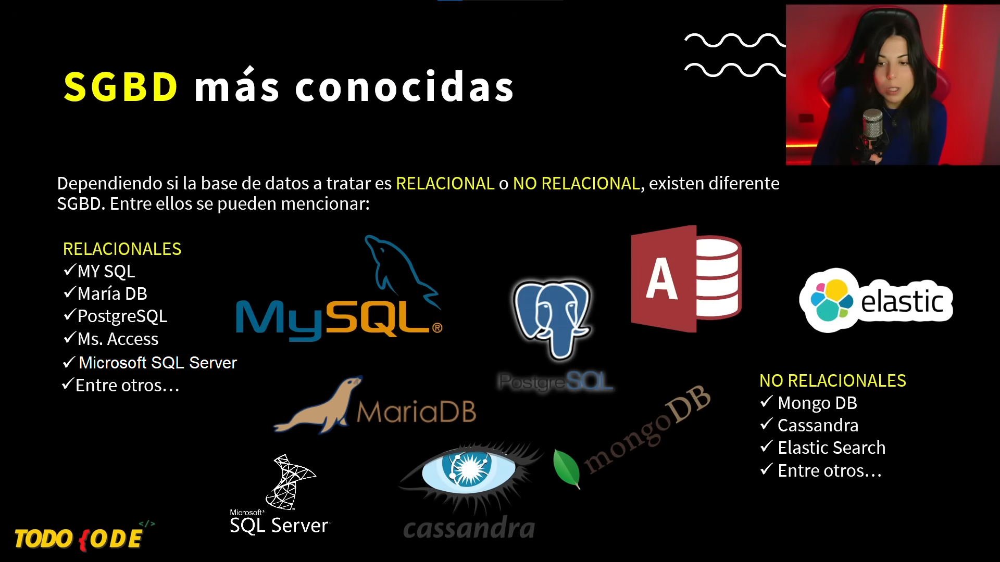 SGBD más conocidas
Dependiendo si la base de datos a tratar es RELACIONAL o NO RELACIONAL, existen diferente
SGBD. Entre ellos se pueden mencionar:
RELACIONALES
✓MY SQL
✓María DB
✓PostgreSQL
✓Ms. Access
✓Microsoft SQL Server
✓Entre otros...
MySQL®
PostgreSQL
A
elastic
MariaDB
mongoDB
Microsoft®
SQL Server
cassandra
NO RELACIONALES
✓ Mongo DB
✓ Cassandra
✓ Elastic Search
✓ Entre otros...
</>
TODO {ODE